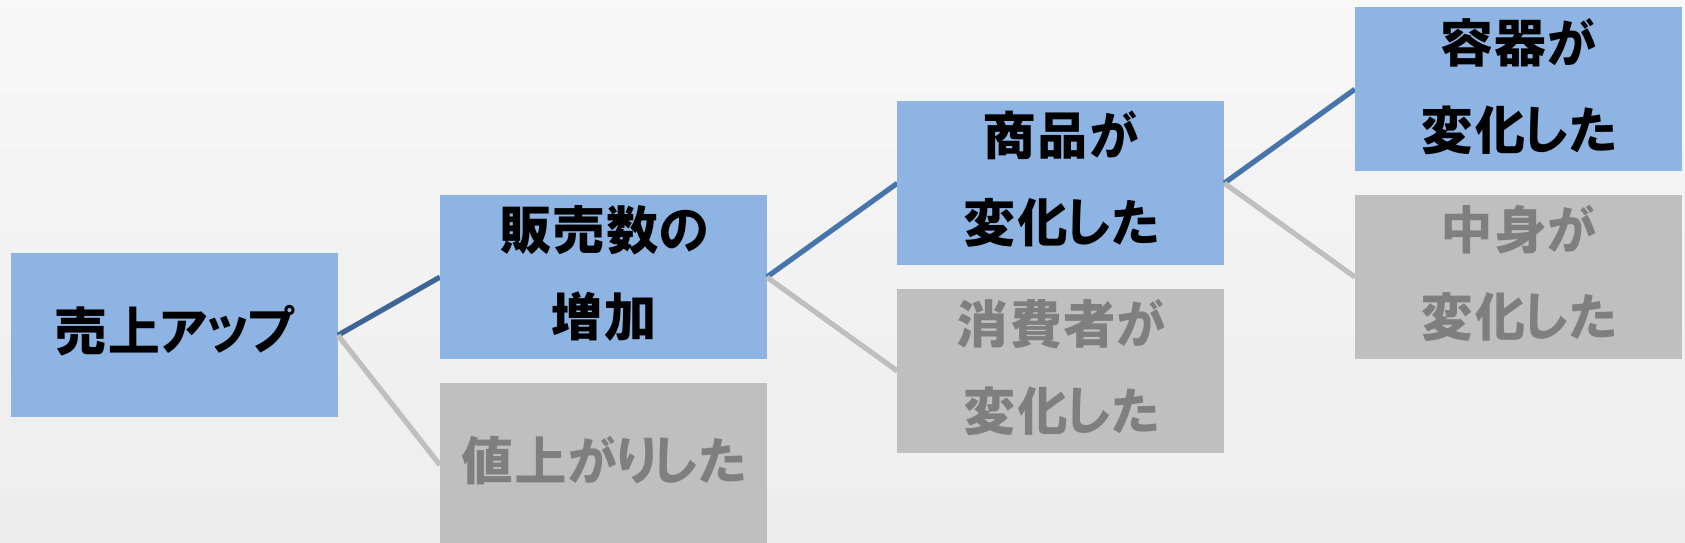 売上アップ
販売数の
増加
値上がりした
商品が
変化した
消費者が
変化した
容器が
変化した
中身が
変化した